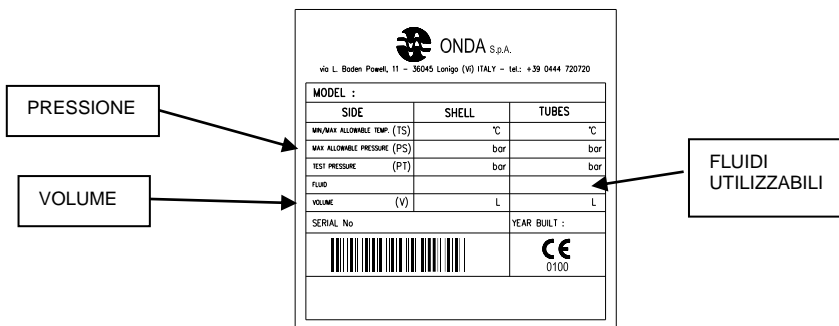 ONDA S.p.A.
via L. Baden Powell, 11 – 36045 Lonigo (Vi) ITALY – tel.: +39 0444 720720
MODEL :
SIDE SHELL TUBES
MIN/MAX ALLOWABLE TEMP. (TS) °C °C
MAX ALLOWABLE PRESSURE (PS) bar bar
TEST PRESSURE (PT) bar bar
FLUID
VOLUME (V) L L
SERIAL No YEAR BUILT :
CE
0100
PRESSIONE
VOLUME
FLUIDI
UTILIZZABILI